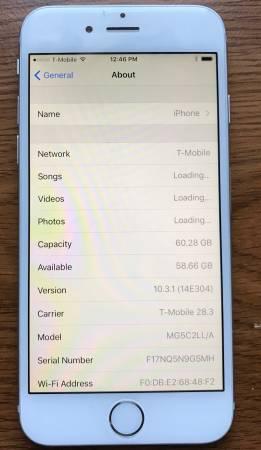 T-Mobile 12:46 PM
General About
Name iPhone
Network T-Mobile
Songs Loading...
Videos Loading...
Photos Loading...
Capacity 60.28 GB
Available 58.66 GB
Version 10.3.1 (14E304)
Carrier T-Mobile 28.3
Model MG5C2LL/A
Serial Number F17NQ5N9G5MH
Wi-Fi Address F0:DB:E2:68:48:F2